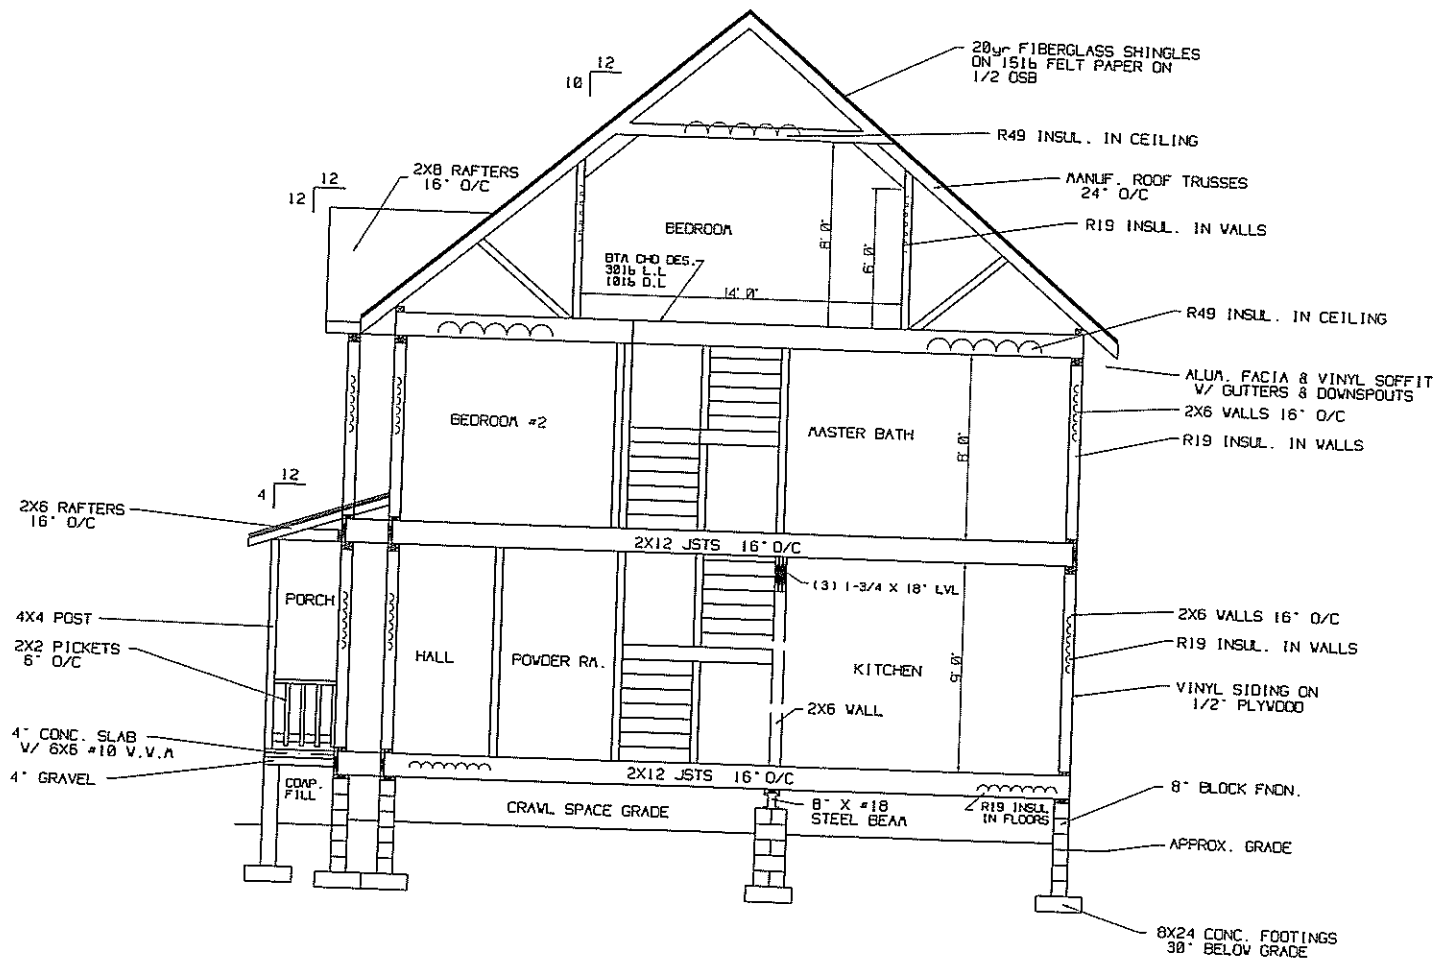 20yr FIBERGLASS SHINGLES
ON 15lb FELT PAPER ON
1/2 OSB
12
10
R49 INSUL. IN CEILING
2X8 RAFTERS
16" O/C
12
12
MANUF. ROOF TRUSSES
24" O/C
R19 INSUL. IN WALLS
BEDROOM
8'0"
6'0"
BTM CHD DES.
30lb L.L
10lb D.L
14'0"
R49 INSUL. IN CEILING
ALUM. FACIA & VINYL SOFFIT
W/ GUTTERS & DOWNSPOUTS
2X6 WALLS 16" O/C
R19 INSUL. IN WALLS
BEDROOM #2
MASTER BATH
8'0"
12
4
2X6 RAFTERS
16" O/C
2X12 JSTS 16" O/C
(3) 1-3/4 X 18" LVL
PORCH
4X4 POST
2X2 PICKETS
6" O/C
HALL
POWDER RM.
KITCHEN
9'0"
2X6 WALLS 16" O/C
R19 INSUL. IN WALLS
VINYL SIDING ON
1/2" PLYWOOD
2X6 WALL
4" CONC. SLAB
W/ 6X6 #10 W.W.M
4" GRAVEL
COMP.
FILL
2X12 JSTS 16" O/C
CRAWL SPACE GRADE
8" X #18
STEEL BEAM
R19 INSUL
IN FLOORS
8" BLOCK FNDN.
APPROX. GRADE
8X24 CONC. FOOTINGS
30" BELOW GRADE